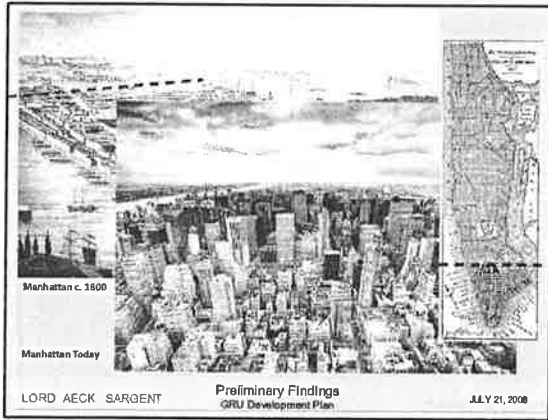 Manhattan c. 1800
Manhattan Today
LORD AECK SARGENT
Preliminary Findings
GRU Development Plan
JULY 21, 2008